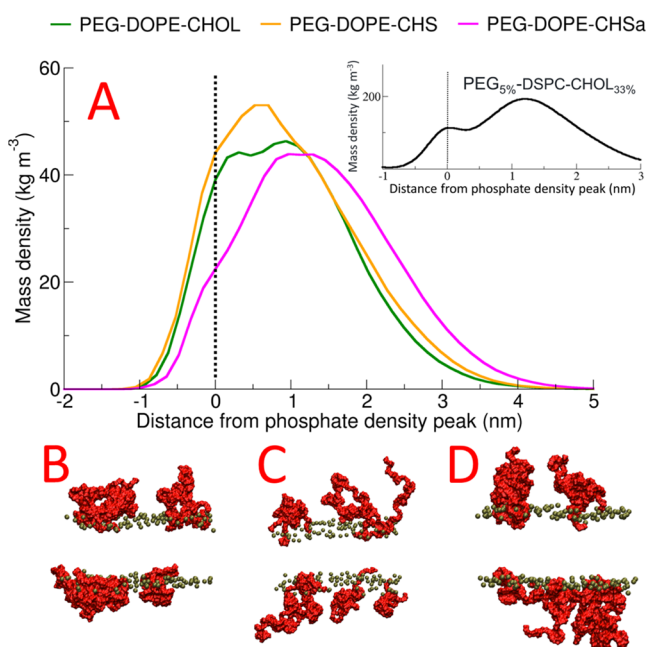 PEG-DOPE-CHOL PEG-DOPE-CHS PEG-DOPE-CHSa
60
40
20
0
Mass density (kg m-3)
A
-2 -1 0 1 2 3 4 5
Distance from phosphate density peak (nm)
PEG5%-DSPC-CHOL33%
200
Mass density (kg m-3)
-1 0 1 2 3
Distance from phosphate density peak (nm)
B C D